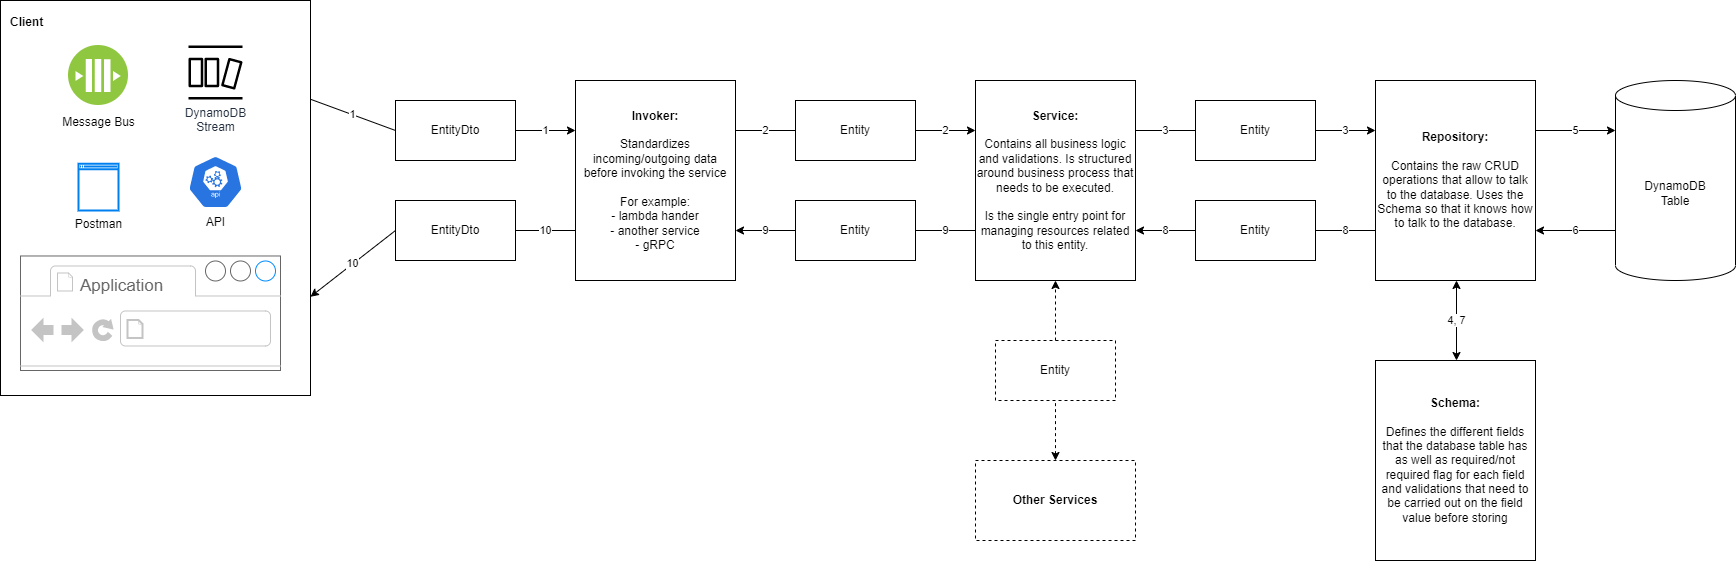 Client
Message Bus
DynamoDB
Stream
Postman
api
API
Application
1
EntityDto
1
10
EntityDto
10
Invoker:
Standardizes
incoming/outgoing data
before invoking the service
For example:
- lambda hander
- another service
- gRPC
2
Entity
2
9
Entity
9
Service:
Contains all business logic
and validations. Is structured
around business process that
needs to be executed.
Is the single entry point for
managing resources related
to this entity.
Entity
Other Services
3
Entity
3
8
Entity
8
Repository:
Contains the raw CRUD
operations that allow to talk
to the database. Uses the
Schema so that it knows how
to talk to the database.
4, 7
Schema:
Defines the different fields
that the database table has
as well as required/not
required flag for each field
and validations that need to
be carried out on the field
value before storing
5
6
DynamoDB
Table